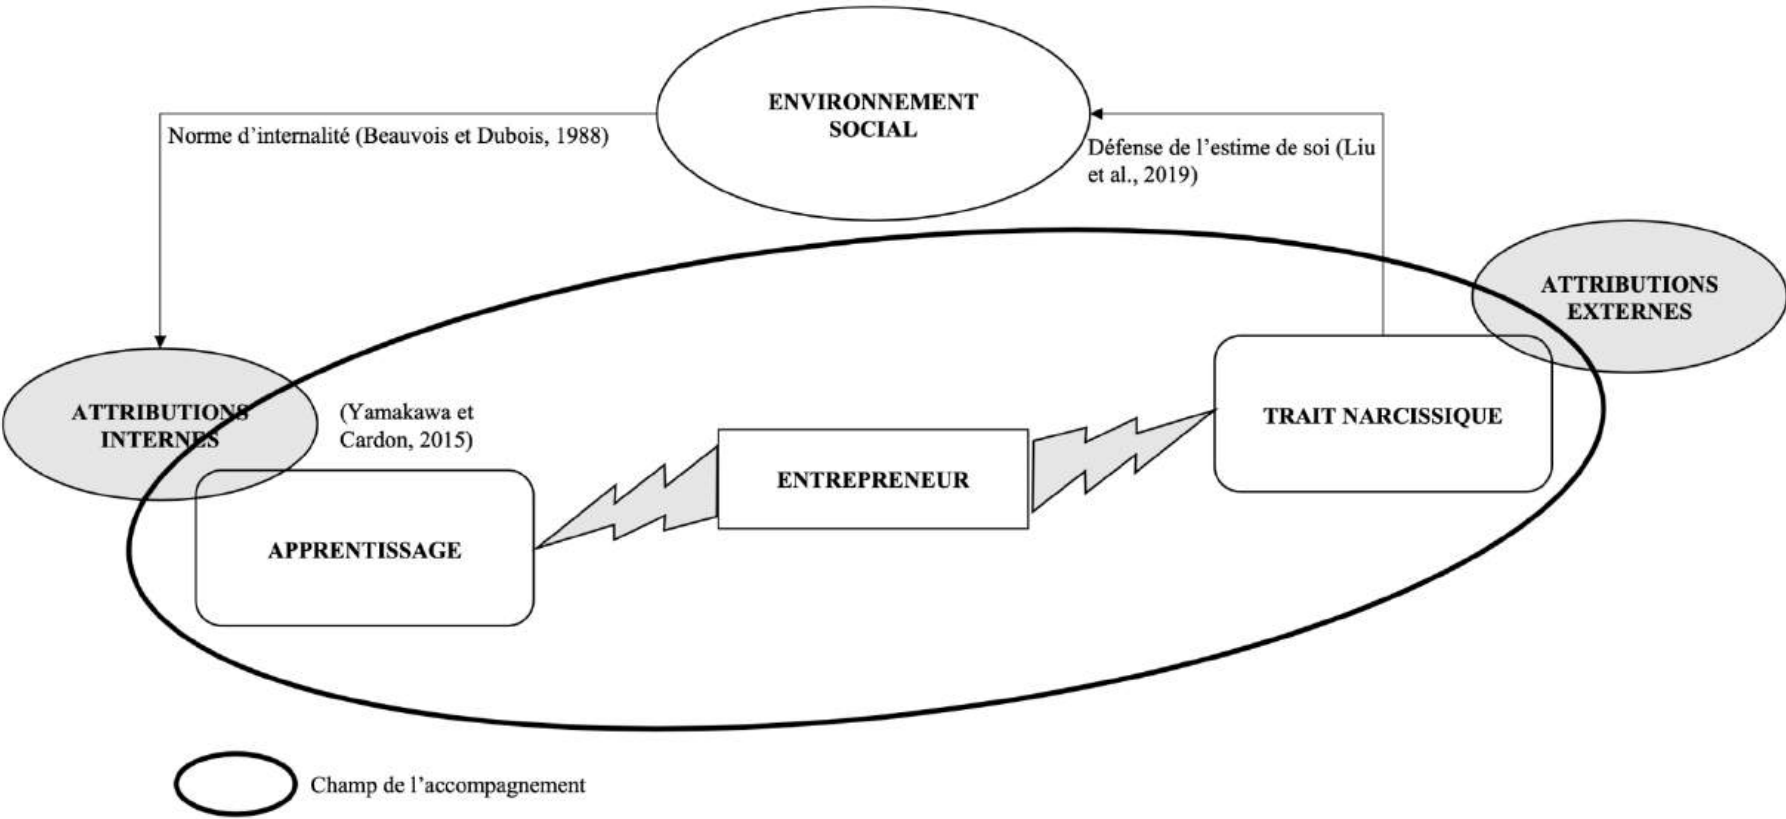 ENVIRONNEMENT
SOCIAL
Norme d'internalité (Beauvois et Dubois, 1988)
Défense de l'estime de soi (Liu
et al., 2019)
ATTRIBUTIONS
EXTERNES
ATTRIBUTIONS
INTERNES
(Yamakawa et
Cardon, 2015)
TRAIT NARCISSIQUE
ENTREPRENEUR
APPRENTISSAGE
Champ de l'accompagnement